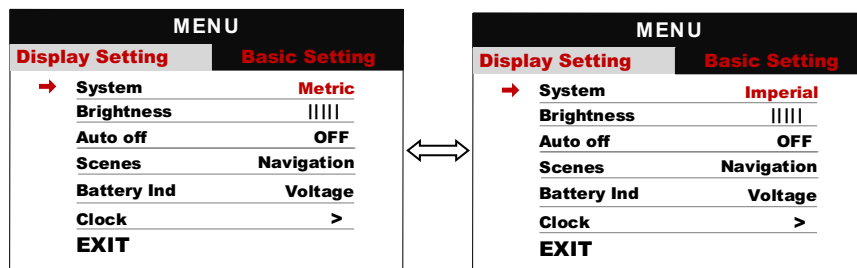 MENU
Display Setting Basic Setting
System Metric
Brightness |||||
Auto off OFF
Scenes Navigation
Battery Ind Voltage
Clock >
EXIT
MENU
Display Setting Basic Setting
System Imperial
Brightness |||||
Auto off OFF
Scenes Navigation
Battery Ind Voltage
Clock >
EXIT